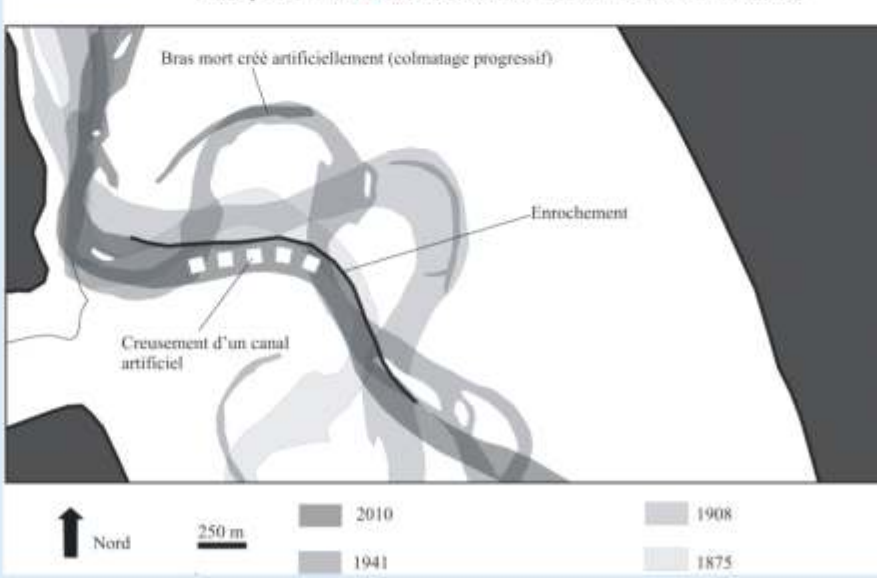 Bras mort créé artificiellement (colmatage progressif)
Enrochement
Creusement d'un canal
artificiel
Nord
250 m
2010
1908
1941
1875